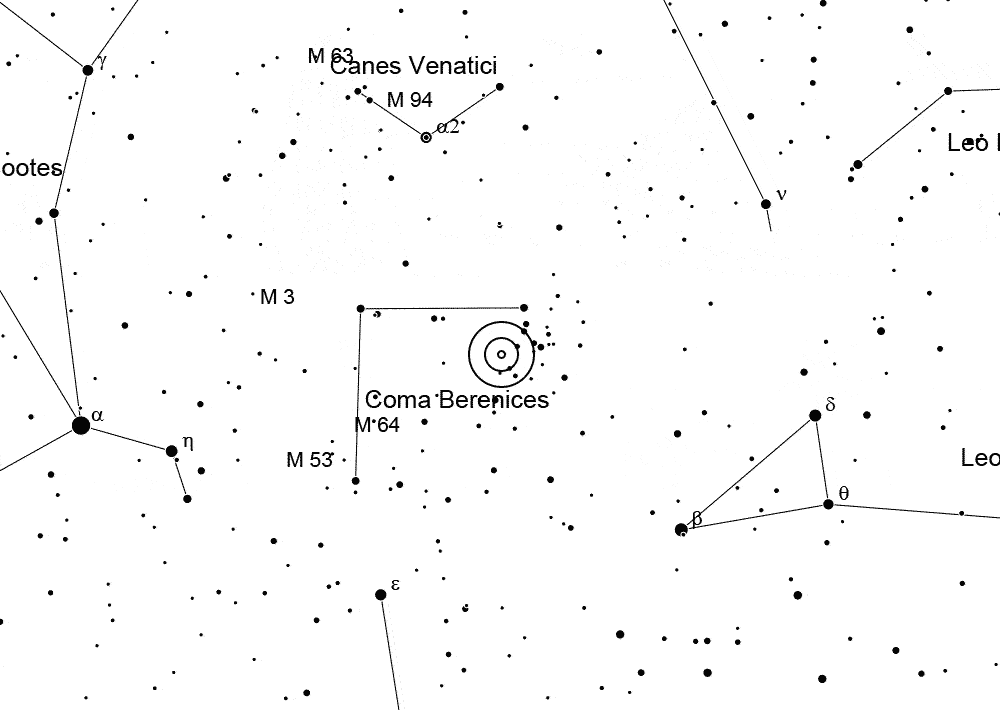 γ
M 63
Canes Venatici
M 94
α2
Leo
ootes
ν
M 3
Coma Berenices
δ
α
M 64
η
M 53
Leo
θ
β
ε